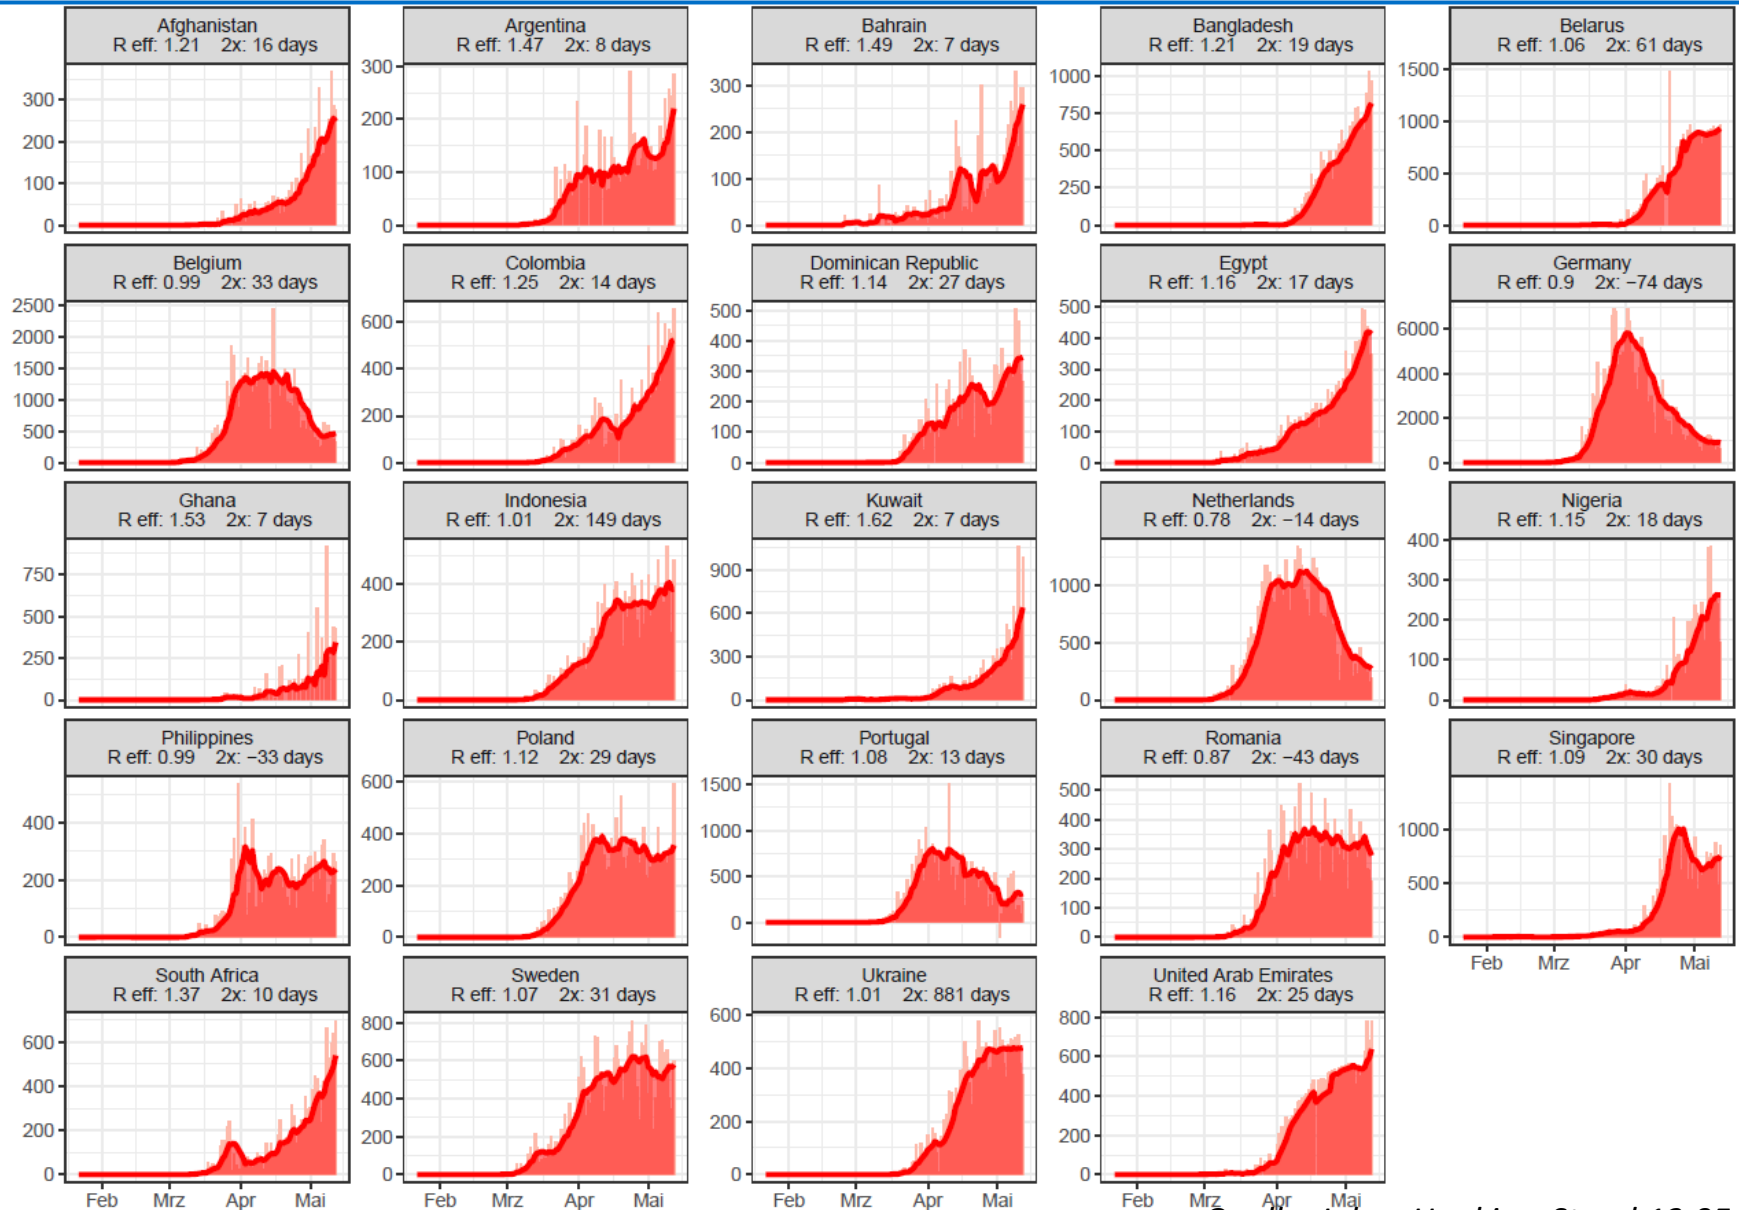 Afghanistan
R eff: 1.21 2x: 16 days
Argentina
R eff: 1.47 2x: 8 days
Bahrain
R eff: 1.49 2x: 7 days
Bangladesh
R eff: 1.21 2x: 19 days
Belarus
R eff: 1.06 2x: 61 days
300
200
100
0
300
200
100
0
300
200
100
0
1000
750
500
250
0
1500
1000
500
0
Belgium
R eff: 0.99 2x: 33 days
Colombia
R eff: 1.25 2x: 14 days
Dominican Republic
R eff: 1.14 2x: 27 days
Egypt
R eff: 1.16 2x: 17 days
Germany
R eff: 0.9 2x: −74 days
2500
2000
1500
1000
500
0
600
400
200
0
500
400
300
200
100
0
500
400
300
200
100
0
6000
4000
2000
0
Ghana
R eff: 1.53 2x: 7 days
Indonesia
R eff: 1.01 2x: 149 days
Kuwait
R eff: 1.62 2x: 7 days
Netherlands
R eff: 0.78 2x: −14 days
Nigeria
R eff: 1.15 2x: 18 days
750
500
250
0
400
200
0
900
600
300
0
1000
500
0
400
300
200
100
0
Philippines
R eff: 0.99 2x: −33 days
Poland
R eff: 1.12 2x: 29 days
Portugal
R eff: 1.08 2x: 13 days
Romania
R eff: 0.87 2x: −43 days
Singapore
R eff: 1.09 2x: 30 days
400
200
0
600
400
200
0
1500
1000
500
0
500
400
300
200
100
0
1000
500
0
Feb Mrz Apr Mai
South Africa
R eff: 1.37 2x: 10 days
Sweden
R eff: 1.07 2x: 31 days
Ukraine
R eff: 1.01 2x: 881 days
United Arab Emirates
R eff: 1.16 2x: 25 days
600
400
200
0
800
600
400
200
0
600
400
200
0
800
600
400
200
0
Feb Mrz Apr Mai
Feb Mrz Apr Mai
Feb Mrz Apr Mai
Feb Mrz Apr Mai